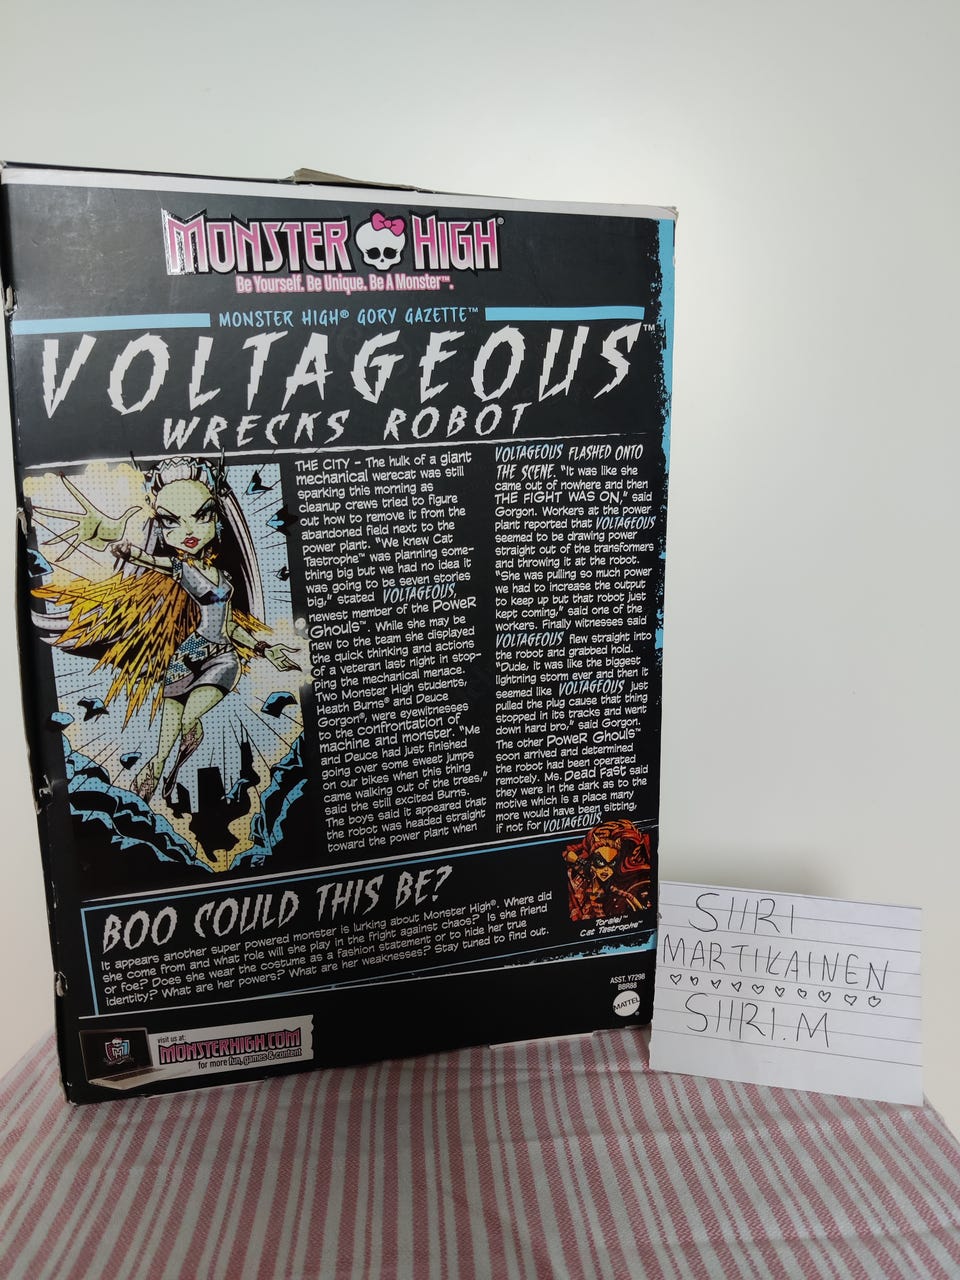 MONSTER HIGH®
Be Yourself. Be Unique. Be A Monster™.
MONSTER HIGH® GORY GAZETTE™
VOLTAGEOUS™
WRECKS ROBOT
THE CITY – The hulk of a giant
mechanical werecat was still
sparking this morning as
cleanup crews tried to figure
out how to remove it from the
abandoned field next to the
power plant. "We knew Cat
Tastrophe™ was planning some-
thing big but we had no idea it
was going to be seven stories
big," stated VOLTAGEOUS,
newest member of the POWER
GHOULS™. While she may be
new to the team she displayed
the quick thinking and actions
of a veteran last night in stop-
ping the mechanical menace.
Two Monster High students,
Heath Burns® and Deuce
Gorgon®, were eyewitnesses
to the confrontation of
machine and monster. "Me
and Deuce had just finished
going over some sweet jumps
on our bikes when this thing
came walking out of the trees,"
said the still excited Burns.
The boys said it appeared that
the robot was headed straight
toward the power plant when
VOLTAGEOUS FLASHED ONTO
THE SCENE. "It was like she
came out of nowhere and then
THE FIGHT WAS ON," said
Gorgon. Workers at the power
plant reported that VOLTAGEOUS
seemed to be drawing power
straight out of the transformers
and throwing it at the robot.
"She was pulling so much power
we had to increase the output
to keep up but that robot just
kept coming," said one of the
workers. Finally witnesses said
VOLTAGEOUS flew straight into
the robot and grabbed hold.
"Dude, it was like the biggest
lightning storm ever and then it
seemed like VOLTAGEOUS just
pulled the plug cause that thing
stopped in its tracks and went
down hard bro," said Gorgon.
The other POWER GHOULS™
soon arrived and determined
the robot had been operated
remotely. Ms. Dead Fast said
they were in the dark as to the
motive which is a place many
more would have been sitting,
if not for VOLTAGEOUS.
BOO COULD THIS BE?
It appears another super powered monster is lurking about Monster High®. Where did
she come from and what role will she play in the fright against chaos? Is she friend
or foe? Does she wear the costume as a fashion statement or to hide her true
identity? What are her powers? What are her weaknesses? Stay tuned to find out.
Toralei™
Cat Tastrophe™
ASST. Y7298
BBR88
MATTEL
®
visit us at
MONSTERHIGH.COM
for more fun, games & content
SIIRI
MARTIKAINEN
SIIRI.M